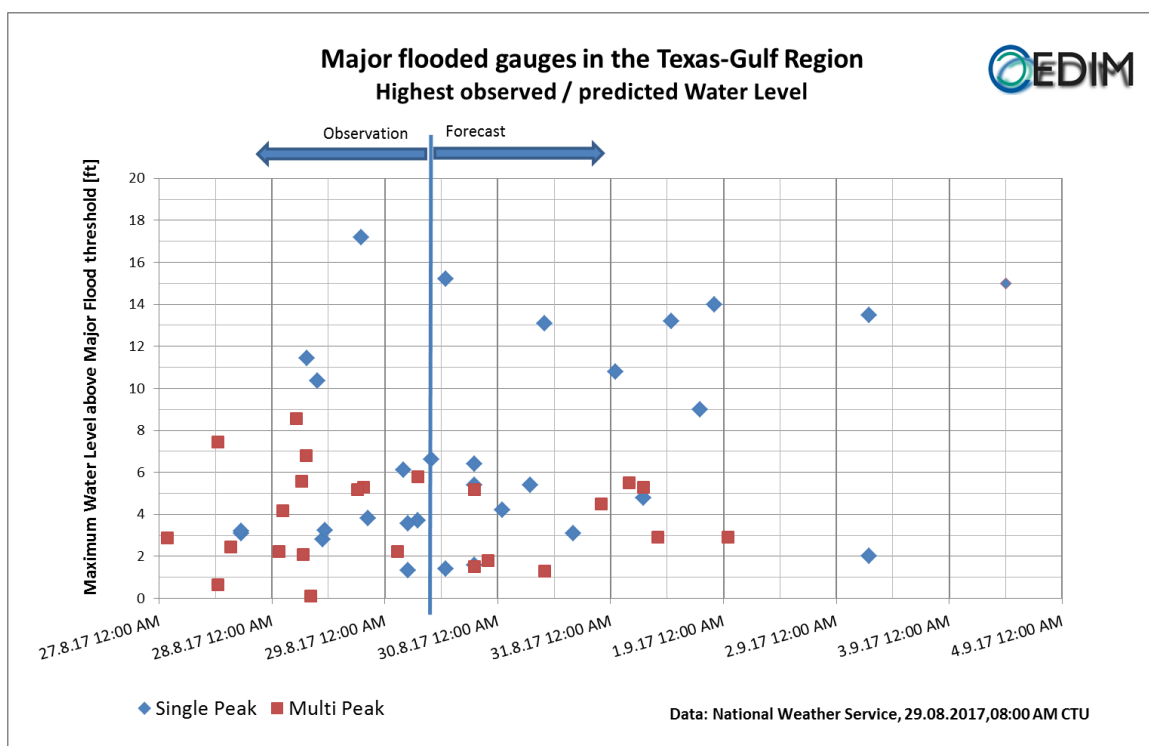 Major flooded gauges in the Texas-Gulf Region
Highest observed / predicted Water Level
EDIM
Observation
Forecast
Maximum Water Level above Major Flood threshold [ft]
20
18
16
14
12
10
8
6
4
2
0
27.8.17 12:00 AM
28.8.17 12:00 AM
29.8.17 12:00 AM
30.8.17 12:00 AM
31.8.17 12:00 AM
1.9.17 12:00 AM
2.9.17 12:00 AM
3.9.17 12:00 AM
4.9.17 12:00 AM
Single Peak
Multi Peak
Data: National Weather Service, 29.08.2017,08:00 AM CTU